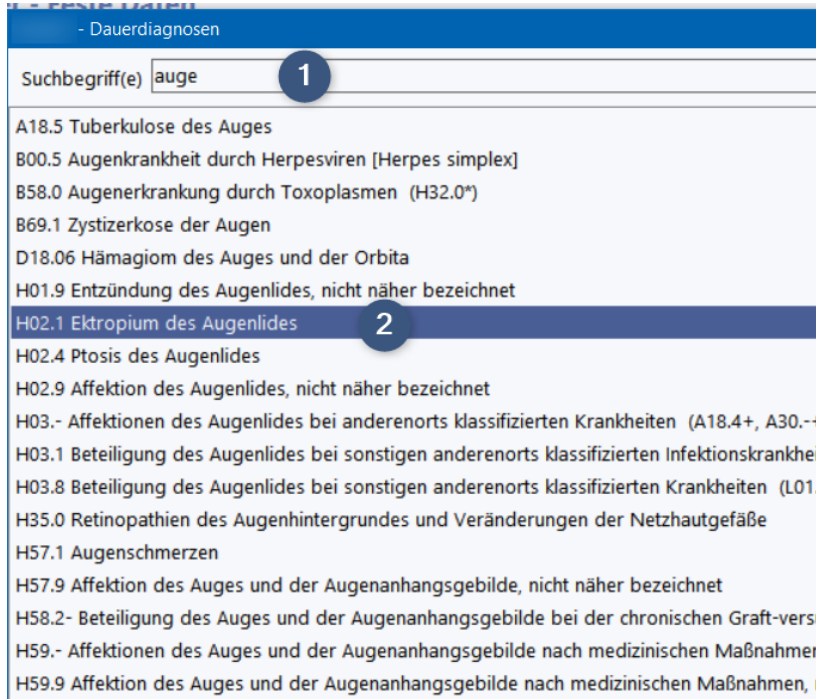 - Dauerdiagnosen
Suchbegriff(e) auge 1
A18.5 Tuberkulose des Auges
B00.5 Augenkrankheit durch Herpesviren [Herpes simplex]
B58.0 Augenerkrankung durch Toxoplasmen (H32.0*)
B69.1 Zystizerkose der Augen
D18.06 Hämagiom des Auges und der Orbita
H01.9 Entzündung des Augenlides, nicht näher bezeichnet
H02.1 Ektropium des Augenlides 2
H02.4 Ptosis des Augenlides
H02.9 Affektion des Augenlides, nicht näher bezeichnet
H03.- Affektionen des Augenlides bei anderenorts klassifizierten Krankheiten (A18.4+, A30.-+
H03.1 Beteiligung des Augenlides bei sonstigen anderenorts klassifizierten Infektionskrankhei
H03.8 Beteiligung des Augenlides bei sonstigen anderenorts klassifizierten Krankheiten (L01.
H35.0 Retinopathien des Augenhintergrundes und Veränderungen der Netzhautgefäße
H57.1 Augenschmerzen
H57.9 Affektion des Auges und der Augenanhangsgebilde, nicht näher bezeichnet
H58.2- Beteiligung des Auges und der Augenanhangsgebilde bei der chronischen Graft-vers
H59.- Affektionen des Auges und der Augenanhangsgebilde nach medizinischen Maßnahmen
H59.9 Affektion des Auges und der Augenanhangsgebilde nach medizinischen Maßnahmen,